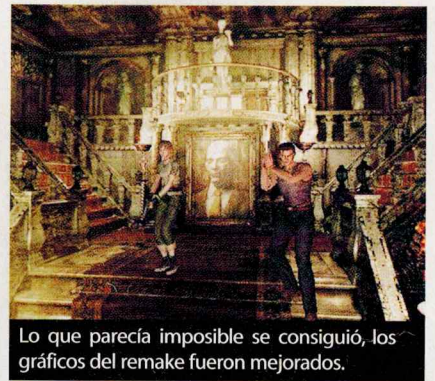 Lo que parecía imposible se consiguió, los
gráficos del remake fueron mejorados.